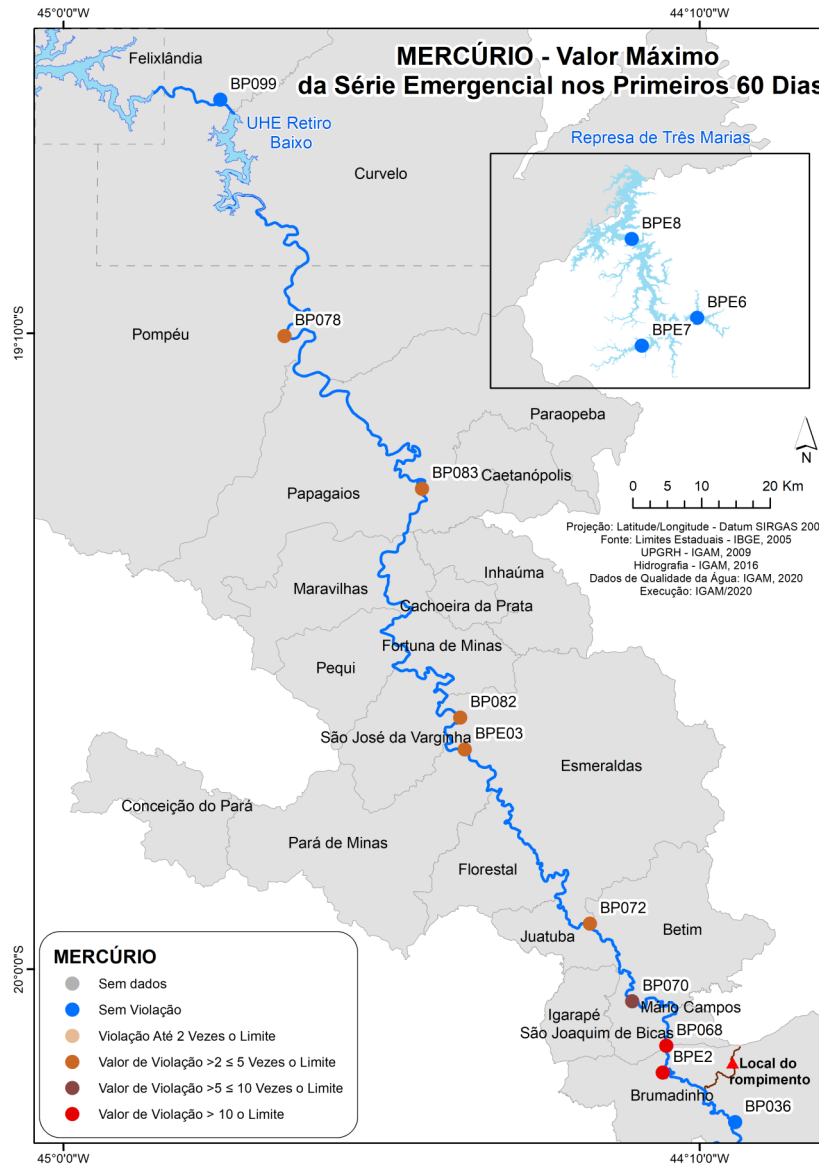 45°0'0"W
44°10'0"W
MERCÚRIO - Valor Máximo
da Série Emergencial nos Primeiros 60 Dias
Felixlândia
BP099
UHE Retiro
Baixo
Represa de Três Marias
Curvelo
BPE8
BPE6
BPE7
19°10'0"S
Pompéu
BP078
Paraopeba
BP083
Caetanópolis
Papagaios
N
0 5 10 20 Km
Projeção: Latitude/Longitude - Datum SIRGAS 200
Fonte: Limites Estaduais - IBGE, 2005
UPGRH - IGAM, 2009
Hidrografia - IGAM, 2016
Dados de Qualidade da Água: IGAM, 2020
Execução: IGAM/2020
Inhaúma
Maravilhas
Cachoeira da Prata
Fortuna de Minas
Pequi
BP082
São José da Varginha
BPE03
Esmeraldas
Conceição do Pará
Pará de Minas
Florestal
BP072
Juatuba
Betim
20°0'0"S
BP070
Mário Campos
Igarapé
São Joaquim de Bicas
BP068
BPE2
Local do
rompimento
Brumadinho
BP036
MERCÚRIO
Sem dados
Sem Violação
Violação Até 2 Vezes o Limite
Valor de Violação >2 ≤ 5 Vezes o Limite
Valor de Violação >5 ≤ 10 Vezes o Limite
Valor de Violação > 10 o Limite
45°0'0"W
44°10'0"W